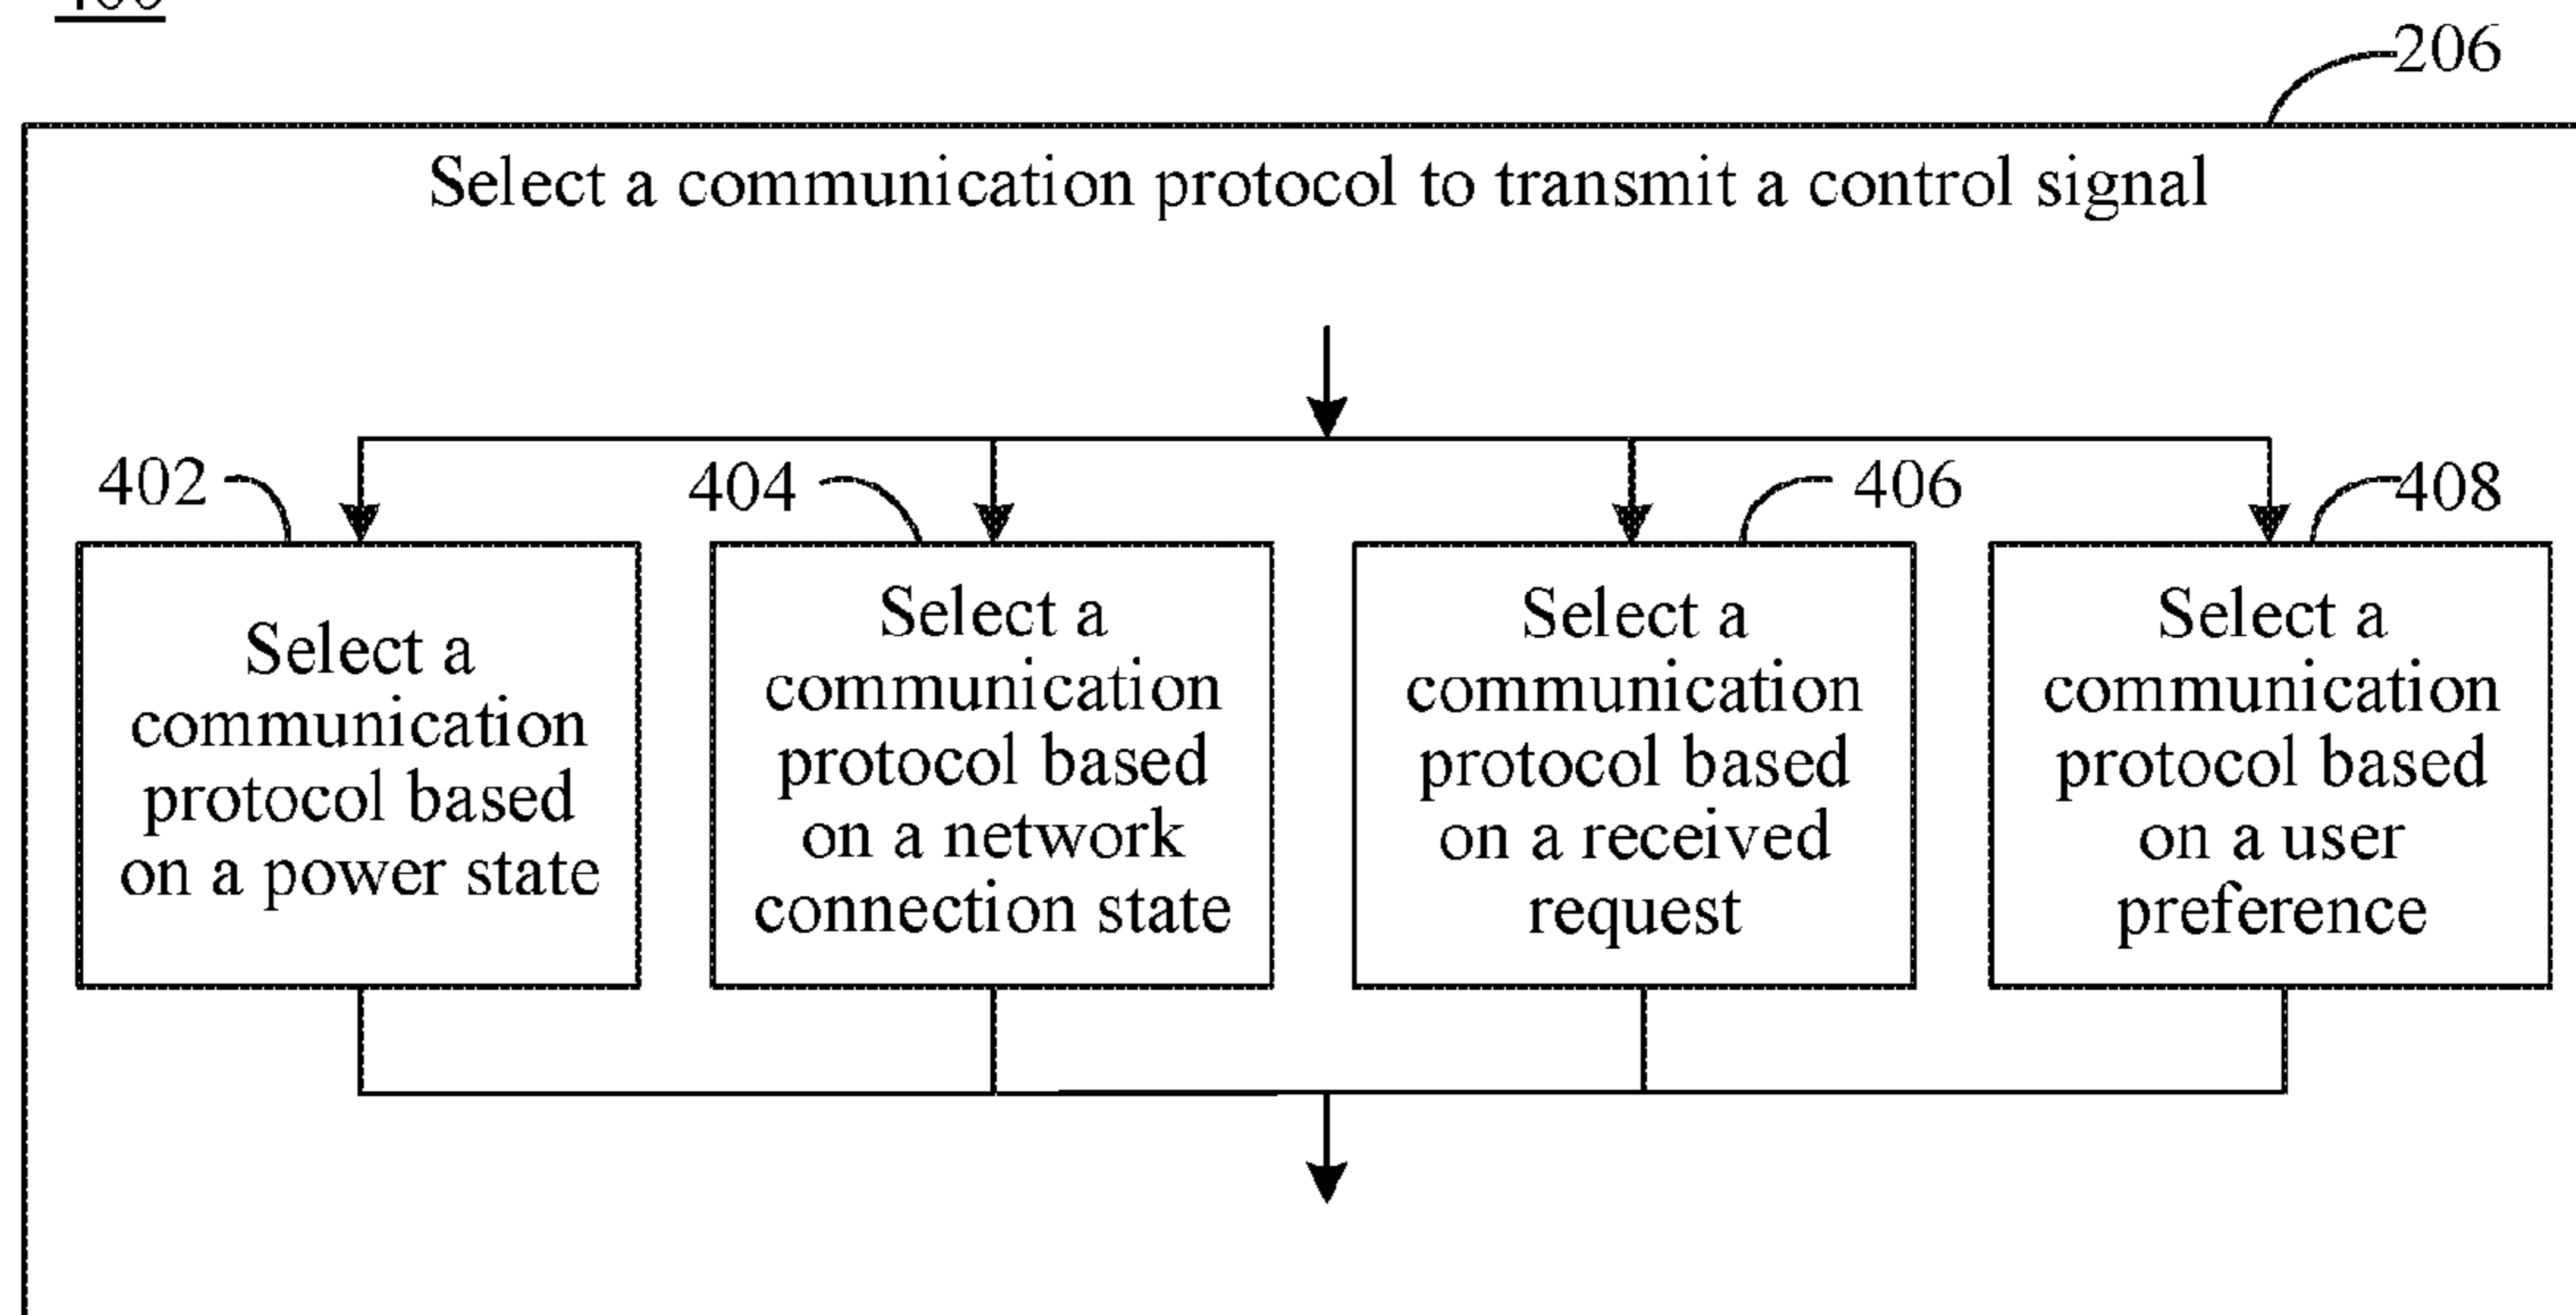 206
Select a communication protocol to transmit a control signal
402
404
406
408
Select a
communication
protocol based
on a power state
Select a
communication
protocol based
on a network
connection state
Select a
communication
protocol based
on a received
request
Select a
communication
protocol based
on a user
preference